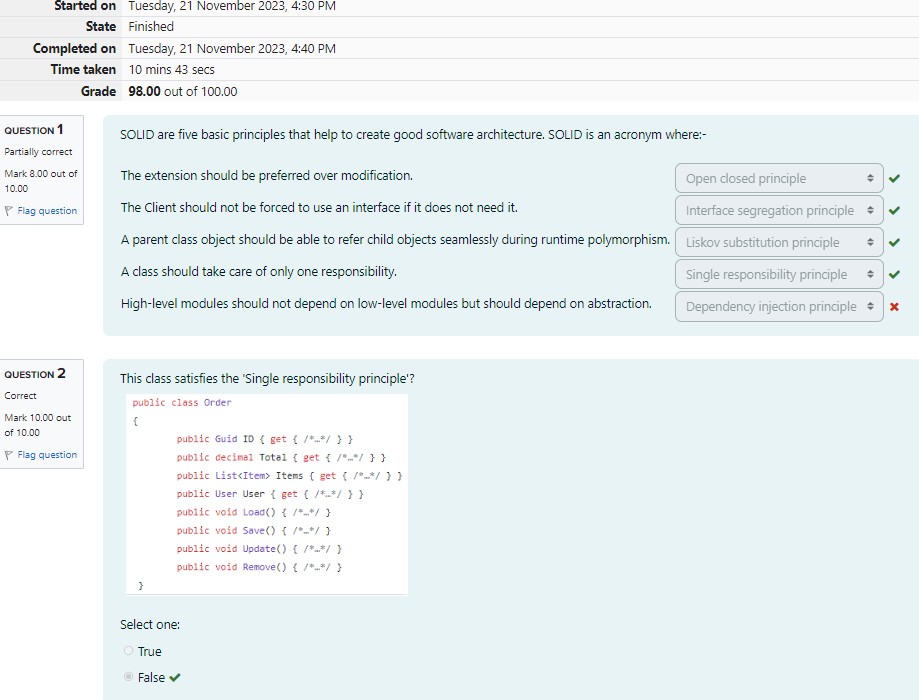 Started on Tuesday, 21 November 2023, 4:30 PM
State Finished
Completed on Tuesday, 21 November 2023, 4:40 PM
Time taken 10 mins 43 secs
Grade 98.00 out of 100.00
QUESTION 1
Partially correct
Mark 8.00 out of
10.00
Flag question
SOLID are five basic principles that help to create good software architecture. SOLID is an acronym where:-
The extension should be preferred over modification. Open closed principle
The Client should not be forced to use an interface if it does not need it. Interface segregation principle
A parent class object should be able to refer child objects seamlessly during runtime polymorphism. Liskov substitution principle
A class should take care of only one responsibility. Single responsibility principle
High-level modules should not depend on low-level modules but should depend on abstraction. Dependency injection principle
QUESTION 2
Correct
Mark 10.00 out
of 10.00
Flag question
This class satisfies the 'Single responsibility principle'?
public class Order
{
public Guid ID { get { /*…*/ } }
public decimal Total { get { /*…*/ } }
public List<Item> Items { get { /*…*/ } }
public User User { get { /*…*/ } }
public void Load() { /*…*/ }
public void Save() { /*…*/ }
public void Update() { /*…*/ }
public void Remove() { /*…*/ }
}
Select one:
True
False